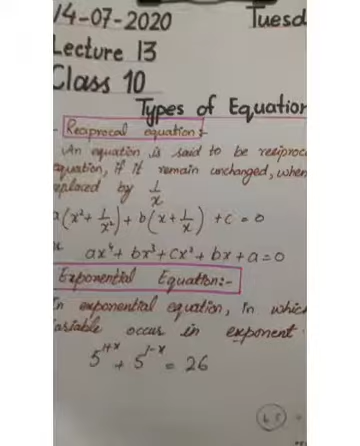 14-07-2020 Tuesd
Lecture 13
Class 10
Types of Equation
Reciprocal equation:-
An equation is said to be reciproc
equation, if it remain unchanged, when
eplaced by 1/x
a(x²+1/x²)+b(x+1/x)+c=0
ax⁴+bx³+cx²+bx+a=0
Exponential Equation:-
In exponential equation, in which
variable occur in exponent.
5^(1+x) + 5^(1-x) = 26